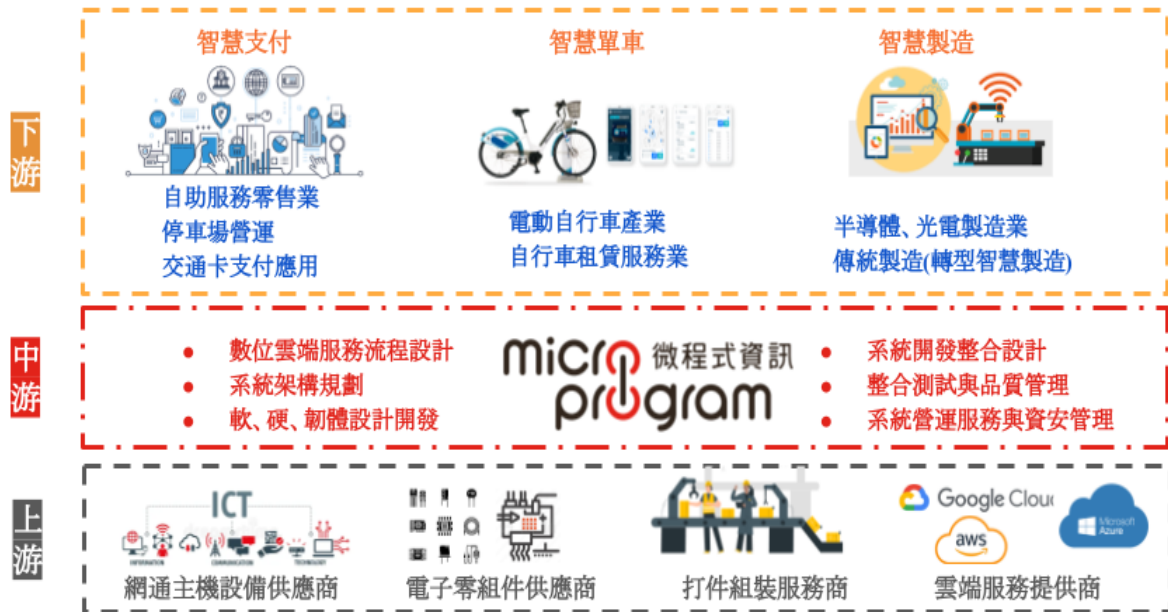 下游
智慧支付
智慧單車
智慧製造
自助服務零售業
停車場營運
交通卡支付應用
電動自行車產業
自行車租賃服務業
半導體、光電製造業
傳統製造(轉型智慧製造)
中游
• 數位雲端服務流程設計
• 系統架構規劃
• 軟、硬、韌體設計開發
micro 微程式資訊
program
• 系統開發整合設計
• 整合測試與品質管理
• 系統營運服務與資安管理
上游
ICT
INFORMATION
COMMUNICATION
TECHNOLOGY
網通主機設備供應商
電子零組件供應商
打件組裝服務商
Google Clou
aws
Microsoft
Azure
雲端服務提供商